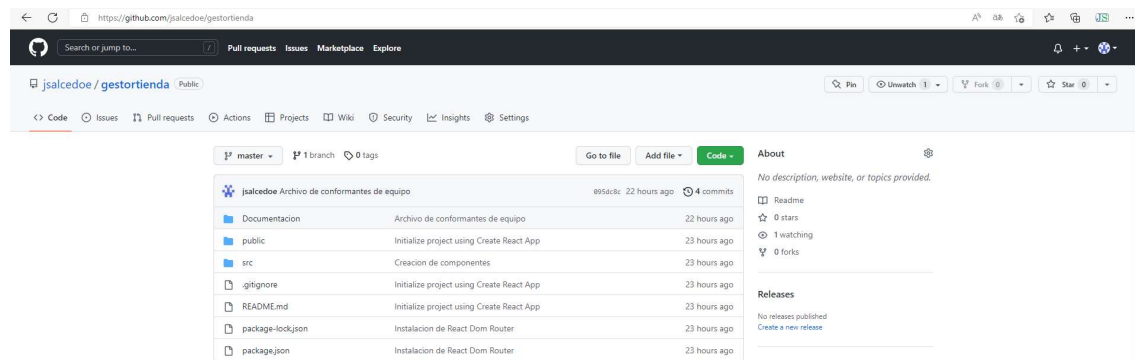 https://github.com/jsalcedoe/gestortienda
JS
Search or jump to... / Pull requests Issues Marketplace Explore
jsalcedoe / gestortienda Public
Pin Unwatch 1 Fork 0 Star 0
Code Issues Pull requests Actions Projects Wiki Security Insights Settings
master 1 branch 0 tags Go to file Add file Code
About
No description, website, or topics provided.
jsalcedoe Archivo de conformantes de equipo 095dc8c 22 hours ago 4 commits
Readme
Documentacion Archivo de conformantes de equipo 22 hours ago
0 stars
public Initialize project using Create React App 23 hours ago
1 watching
src Creacion de componentes 23 hours ago
0 forks
.gitignore Initialize project using Create React App 23 hours ago
Releases
README.md Initialize project using Create React App 23 hours ago
No releases published
package-lock.json Instalacion de React Dom Router 23 hours ago
Create a new release
package.json Instalacion de React Dom Router 23 hours ago